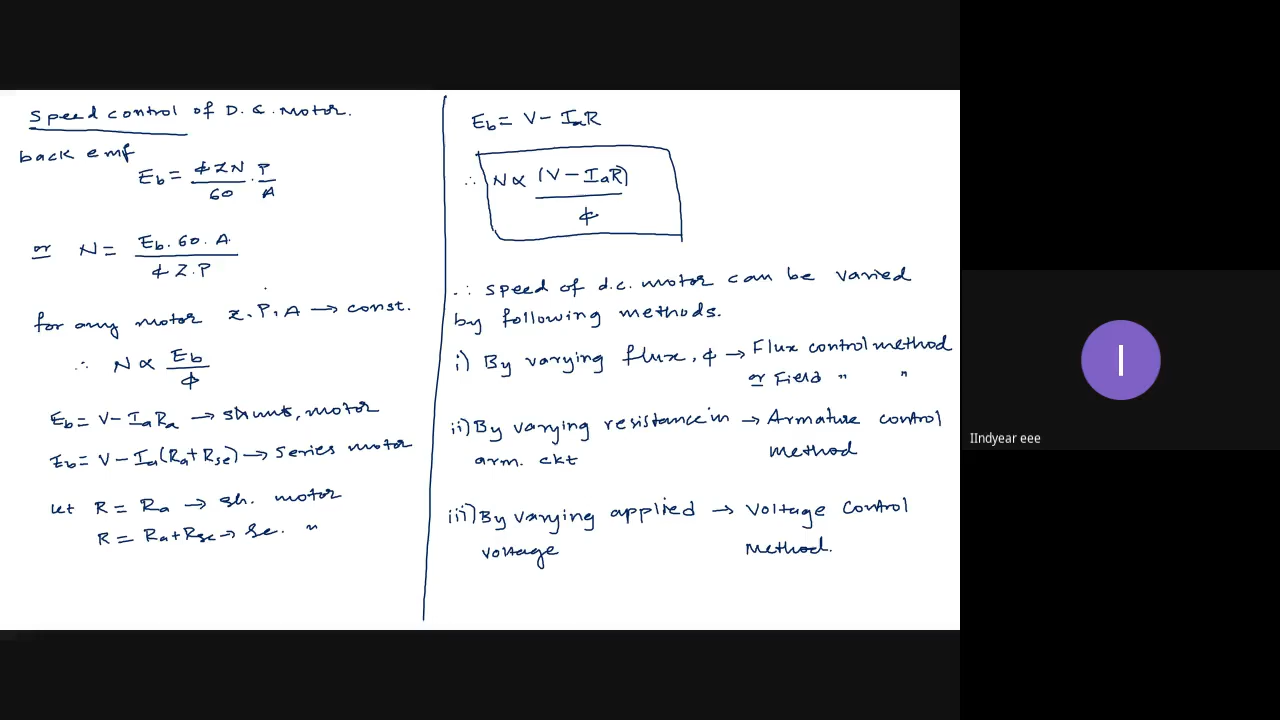 Speed control of D.C. Motor.
back emf
Eb = ϕZN/60 . P/A
or N = Eb. 60. A. / ϕ Z. P
for any motor Z, P, A → const.
∴ N ∝ Eb/ϕ
Eb = V - IaRa → shunt, motor
Eb = V - Ia(Ra+Rse) → Series motor
Let R = Ra → sh. motor
R = Ra+Rse → Se. "
Eb = V - IaR
∴ N ∝ (V - IaR) / ϕ
∴ speed of d.c. motor can be varied
by following methods.
i) By varying flux, ϕ → Flux control method
or Field " "
ii) By varying resistance in → Armature control
arm. ckt method
iii) By varying applied → Voltage Control
voltage Method.
I
IIndyear eee